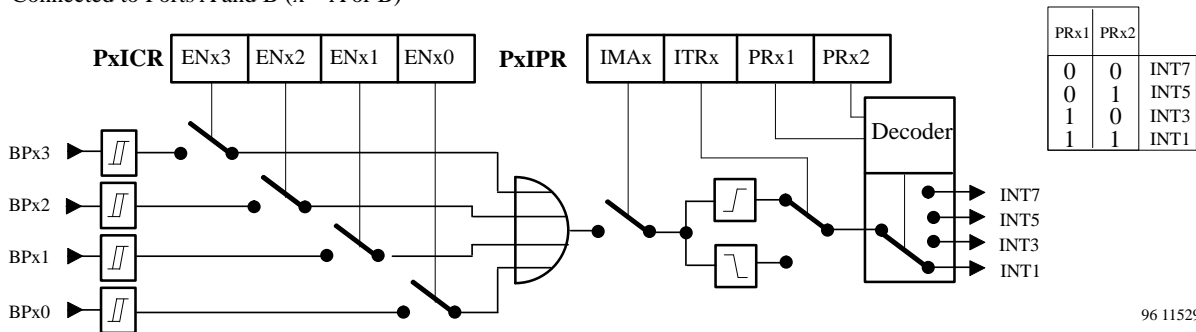 Connected to Ports A and B (x = A or B)
PxICR ENx3 ENx2 ENx1 ENx0 PxIPR IMAx ITRx PRx1 PRx2
PRx1 PRx2
0 0 INT7
0 1 INT5
1 0 INT3
1 1 INT1
Decoder
BPx3
BPx2
BPx1
BPx0
INT7
INT5
INT3
INT1
96 11529